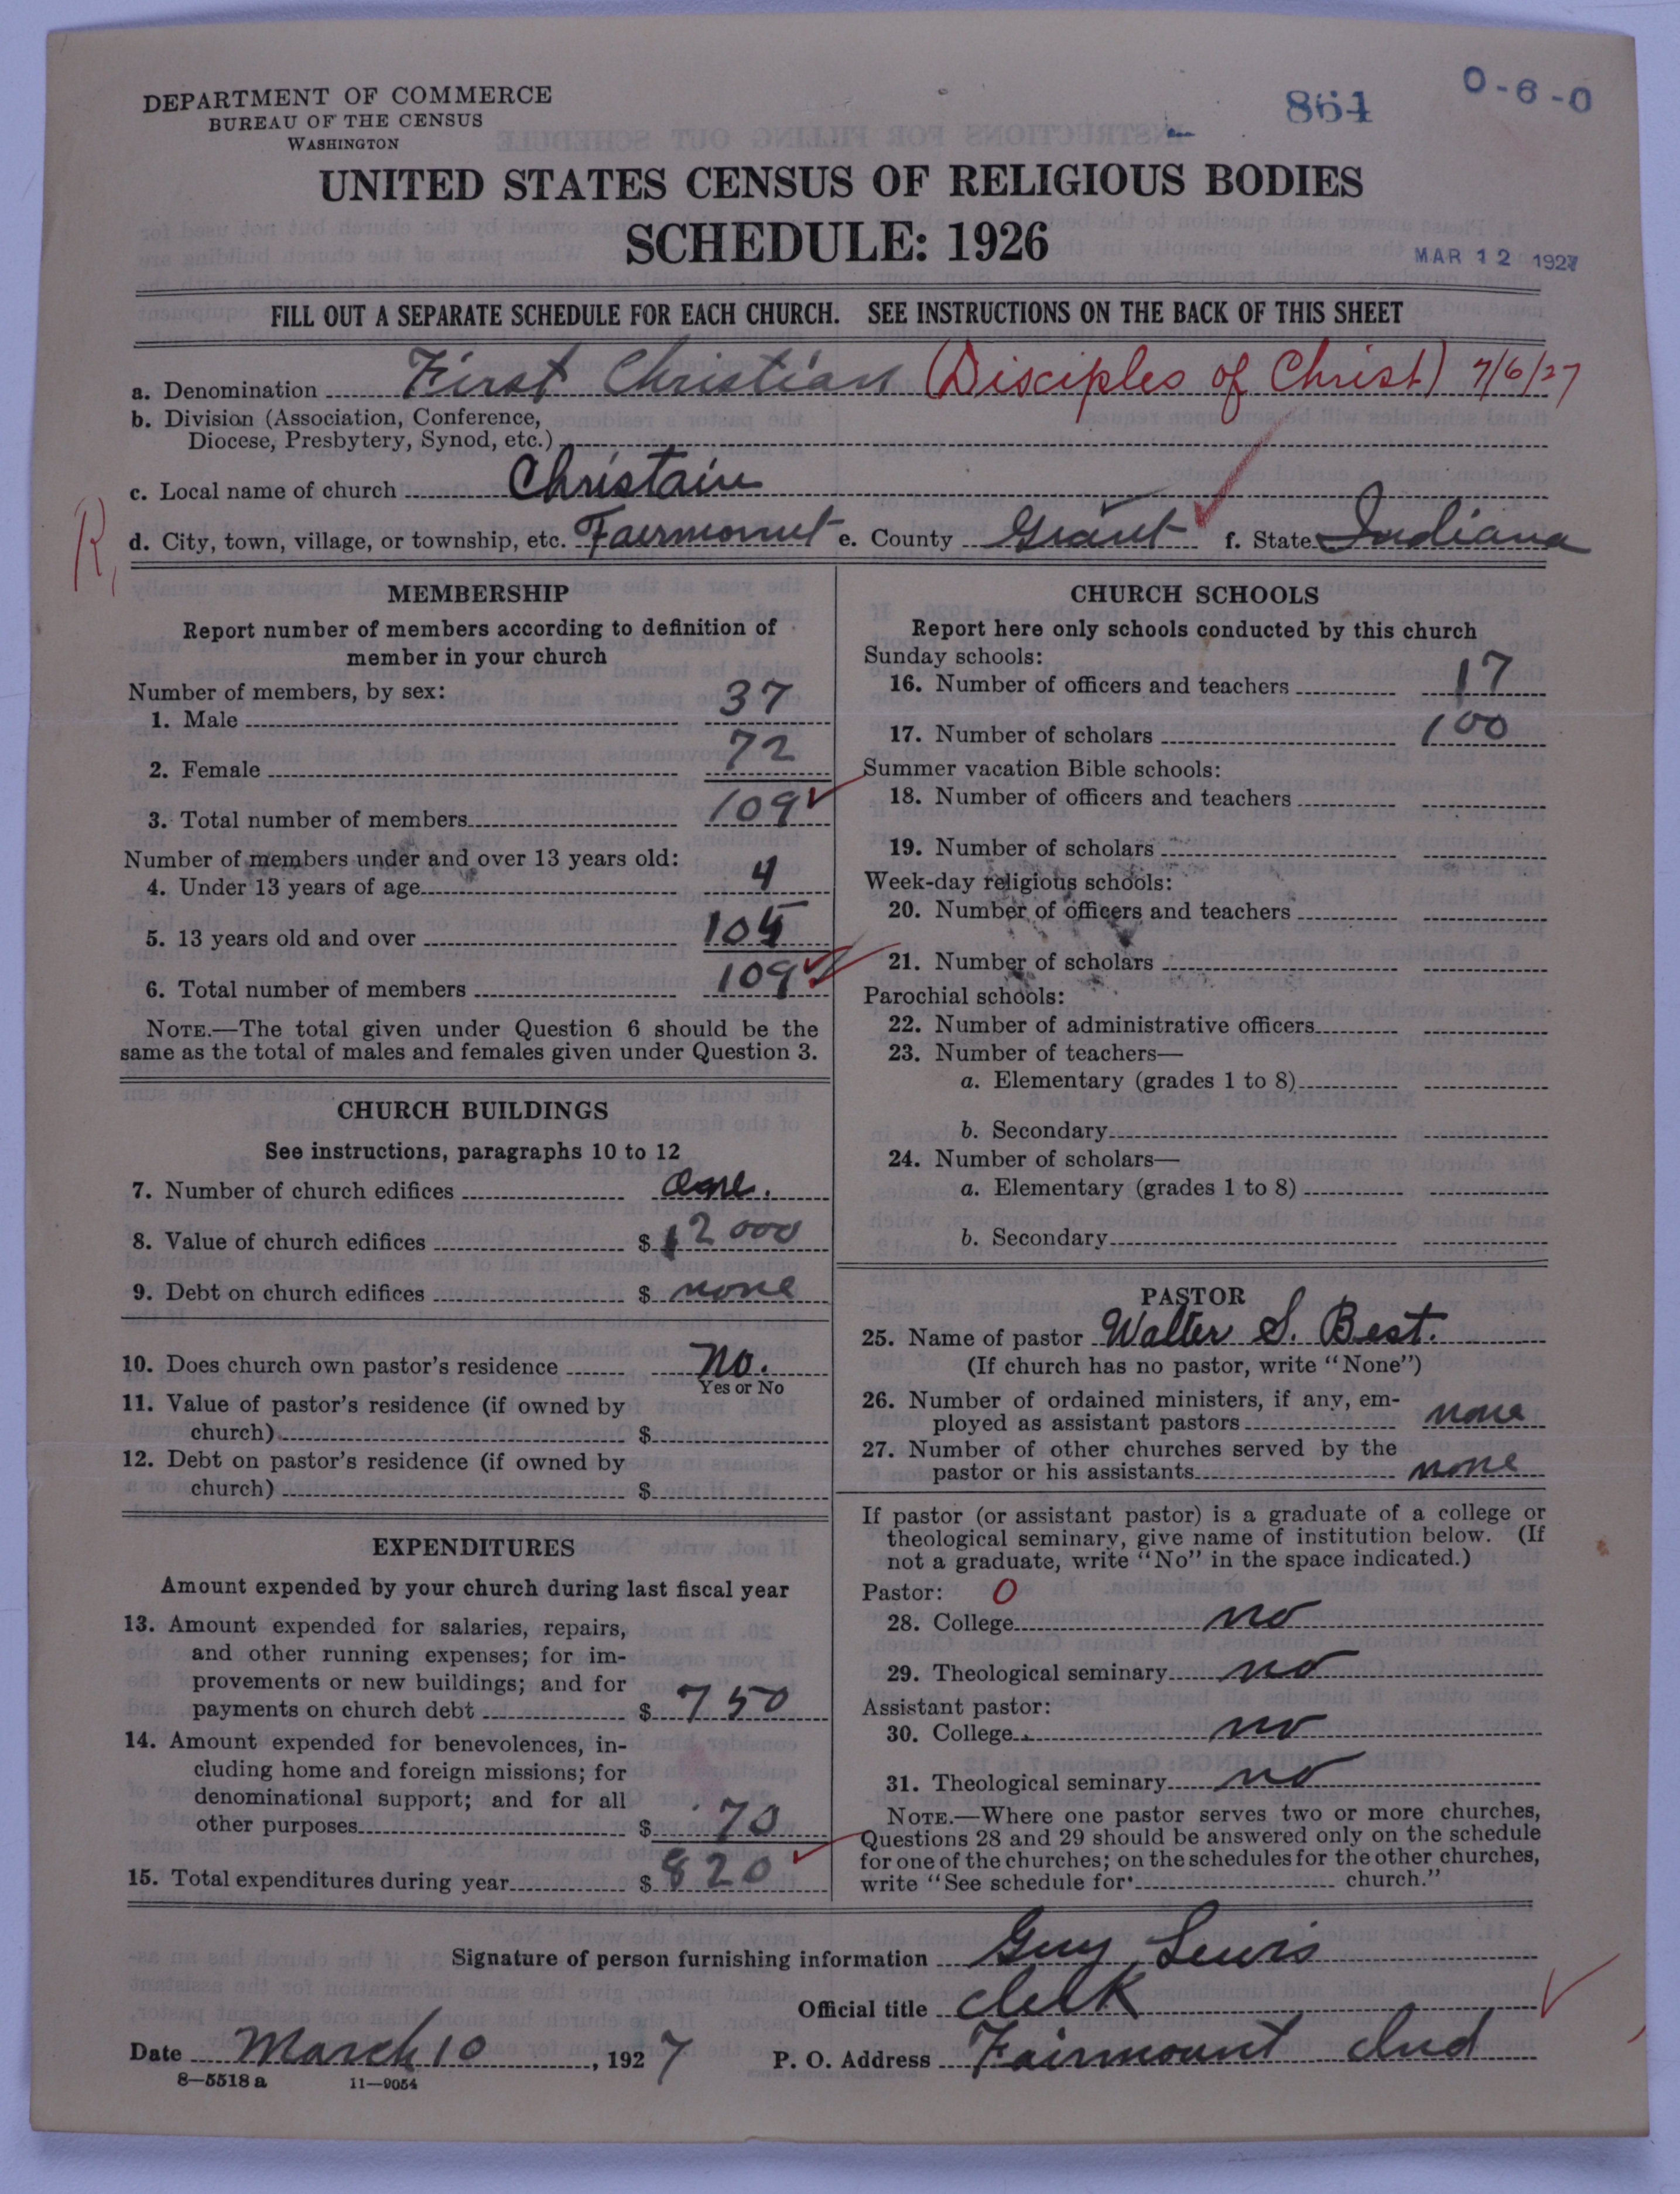 DEPARTMENT OF COMMERCE
BUREAU OF THE CENSUS
WASHINGTON
864
0-6-0
UNITED STATES CENSUS OF RELIGIOUS BODIES
SCHEDULE: 1926
MAR 12 1927
FILL OUT A SEPARATE SCHEDULE FOR EACH CHURCH. SEE INSTRUCTIONS ON THE BACK OF THIS SHEET
a. Denomination First Christian (Disciples of Christ) 7/6/27
b. Division (Association, Conference,
Diocese, Presbytery, Synod, etc.)
c. Local name of church Christain
R,
d. City, town, village, or township, etc. Fairmount e. County Grant f. State Indiana
MEMBERSHIP
Report number of members according to definition of
member in your church
Number of members, by sex:
1. Male 37
2. Female 72
3. Total number of members 109
Number of members under and over 13 years old:
4. Under 13 years of age 4
5. 13 years old and over 105
6. Total number of members 109
NOTE.—The total given under Question 6 should be the
same as the total of males and females given under Question 3.
CHURCH BUILDINGS
See instructions, paragraphs 10 to 12
7. Number of church edifices one.
8. Value of church edifices $ 12000
9. Debt on church edifices $ none
10. Does church own pastor's residence No.
Yes or No
11. Value of pastor's residence (if owned by
church) $
12. Debt on pastor's residence (if owned by
church) $
EXPENDITURES
Amount expended by your church during last fiscal year
13. Amount expended for salaries, repairs,
and other running expenses; for im-
provements or new buildings; and for
payments on church debt $ 750
14. Amount expended for benevolences, in-
cluding home and foreign missions; for
denominational support; and for all
other purposes $ 70
15. Total expenditures during year $ 820
CHURCH SCHOOLS
Report here only schools conducted by this church
Sunday schools:
16. Number of officers and teachers 17
17. Number of scholars 100
Summer vacation Bible schools:
18. Number of officers and teachers
19. Number of scholars
Week-day religious schools:
20. Number of officers and teachers
21. Number of scholars
Parochial schools:
22. Number of administrative officers
23. Number of teachers—
a. Elementary (grades 1 to 8)
b. Secondary
24. Number of scholars—
a. Elementary (grades 1 to 8)
b. Secondary
PASTOR
25. Name of pastor Walter S. Best.
(If church has no pastor, write "None")
26. Number of ordained ministers, if any, em-
ployed as assistant pastors none
27. Number of other churches served by the
pastor or his assistants none
If pastor (or assistant pastor) is a graduate of a college or
theological seminary, give name of institution below. (If
not a graduate, write "No" in the space indicated.)
Pastor: O
28. College no
29. Theological seminary no
Assistant pastor:
30. College no
31. Theological seminary no
NOTE.—Where one pastor serves two or more churches,
Questions 28 and 29 should be answered only on the schedule
for one of the churches; on the schedules for the other churches,
write "See schedule for church."
Signature of person furnishing information Guy Lewis
Official title clerk
Date March 10, 1927 P. O. Address Fairmount Ind
8—5518 a 11—9054